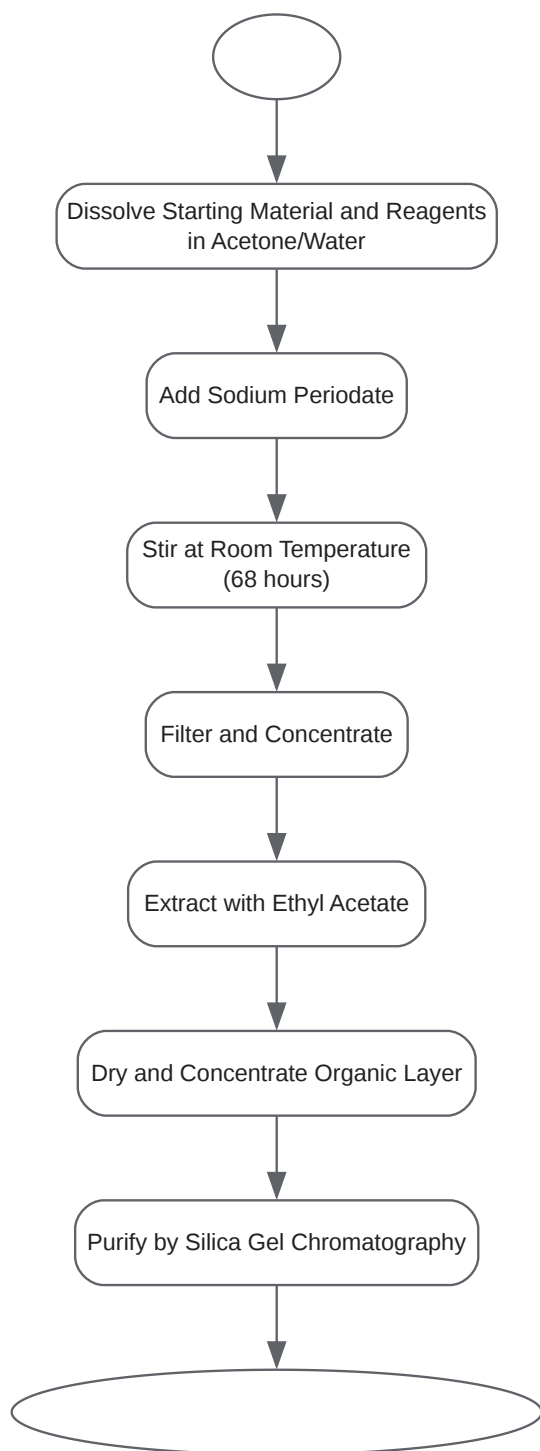 Dissolve Starting Material and Reagents
in Acetone/Water
Add Sodium Periodate
Stir at Room Temperature
(68 hours)
Filter and Concentrate
Extract with Ethyl Acetate
Dry and Concentrate Organic Layer
Purify by Silica Gel Chromatography